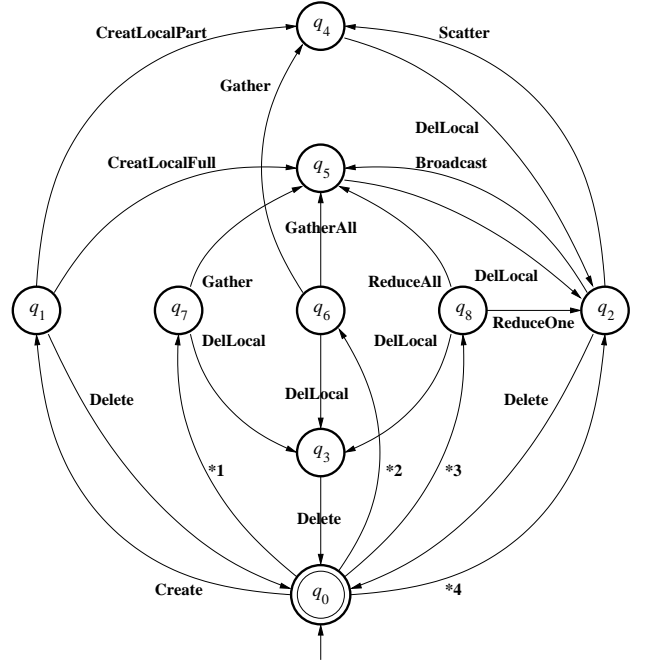 q4
CreatLocalPart
Scatter
Gather
DelLocal
CreatLocalFull
Broadcast
q5
GatherAll
Gather
ReduceAll
DelLocal
q1
q7
q6
q8
q2
ReduceOne
DelLocal
DelLocal
DelLocal
Delete
Delete
q3
*1
*2
*3
Delete
Create
*4
q0